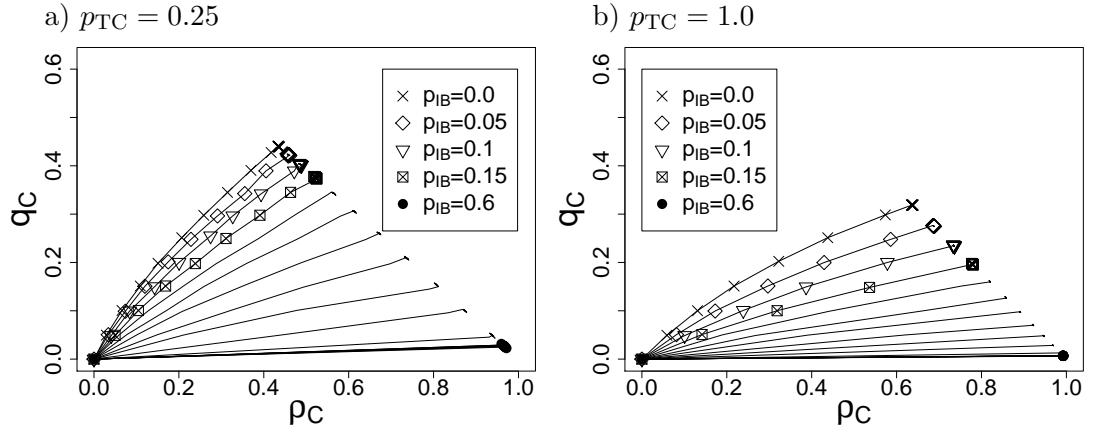 a) p_TC = 0.25
0.6
0.4
0.2
0.0
q_C
p_IB=0.0
p_IB=0.05
p_IB=0.1
p_IB=0.15
p_IB=0.6
0.0 0.2 0.4 0.6 0.8 1.0
ρ_C
b) p_TC = 1.0
0.6
0.4
0.2
0.0
q_C
p_IB=0.0
p_IB=0.05
p_IB=0.1
p_IB=0.15
p_IB=0.6
0.0 0.2 0.4 0.6 0.8 1.0
ρ_C